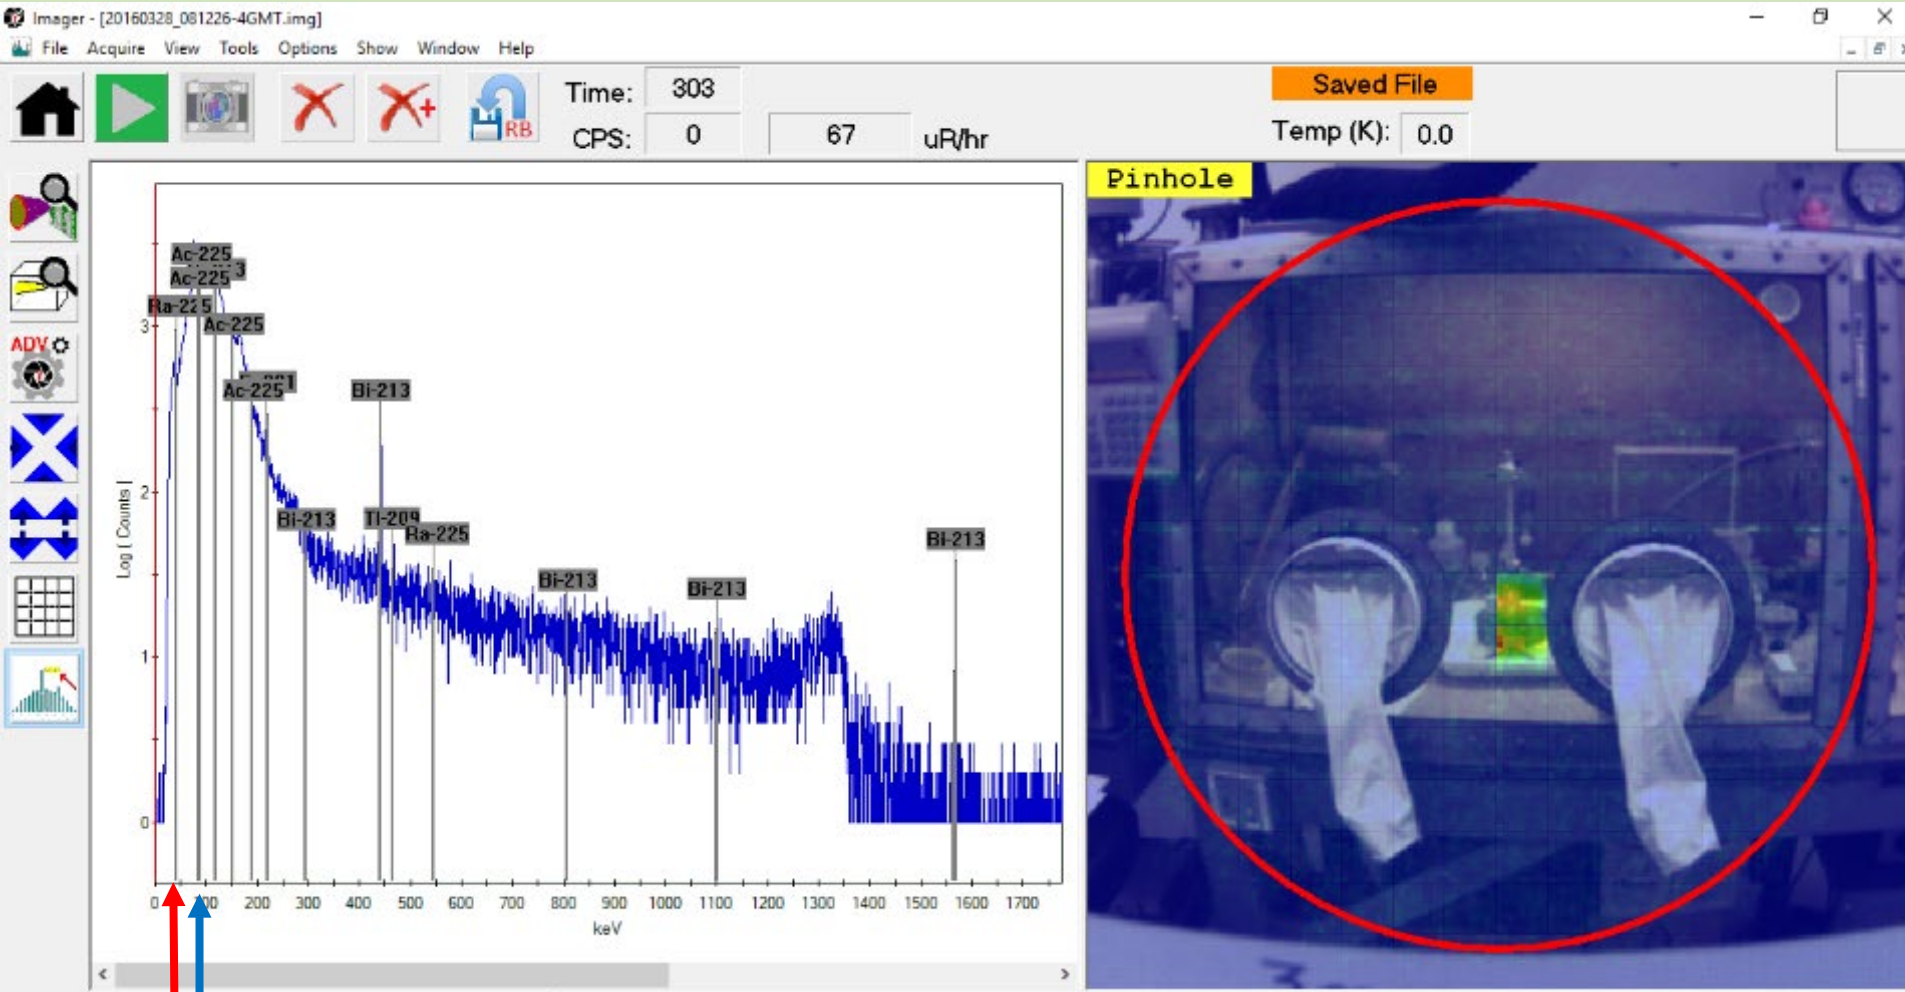 Imager - [20160328_081226-4GMT.img]
File Acquire View Tools Options Show Window Help
Time: 303
CPS: 0 67 uR/hr
RB
Saved File
Temp (K): 0.0
ADV
Pinhole
Ac-225
Ac-225
Ra-225
Ac-225
Ac-225
Bi-213
Bi-213
Tl-209
Ra-225
Bi-213
Bi-213
Bi-213
3
2
1
0
Log ( Counts )
0 100 200 300 400 500 600 700 800 900 1000 1100 1200 1300 1400 1500 1600 1700
keV